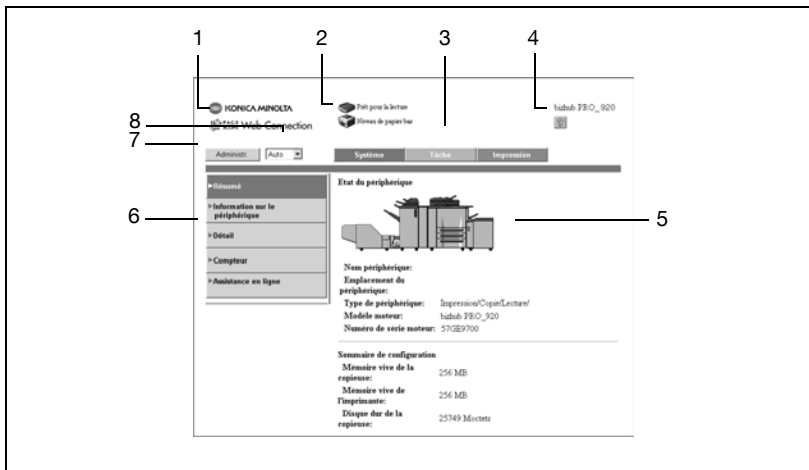 1
2
3
4
KONICA MINOLTA
Prêt pour la lecture
bizhub PRO_920
8
Web Connection
Niveau de papier bas
7
Administr.
Auto
Système
Tâche
Impression
Résumé
Etat du périphérique
Information sur le
périphérique
6
5
Détail
Compteur
Assistance en ligne
Nom périphérique:
Emplacement du
périphérique:
Type de périphérique: Impression/Copie/Lecture/
Modèle moteur: bizhub PRO_920
Numéro de série moteur: 57GE9700
Sommaire de configuration
Mémoire vive de la
copieuse: 256 MB
Mémoire vive de
l'imprimante: 256 MB
Disque dur de la
copieuse: 25749 Moctets